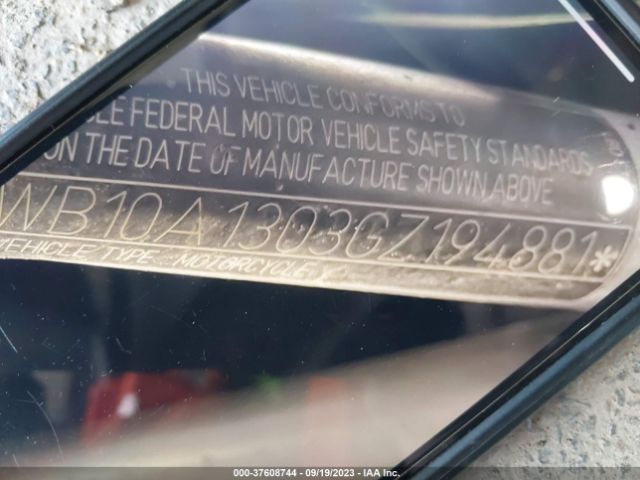 THIS VEHICLE CONFORMS TO
CLE FEDERAL MOTOR VEHICLE SAFETY STANDARDS
ON THE DATE OF MANUFACTURE SHOWN ABOVE
WB10A1303GZ194881*
VEHICLE TYPE: MOTORCYCLE
000-37608744 / 09/19/2023 - IAA Inc.